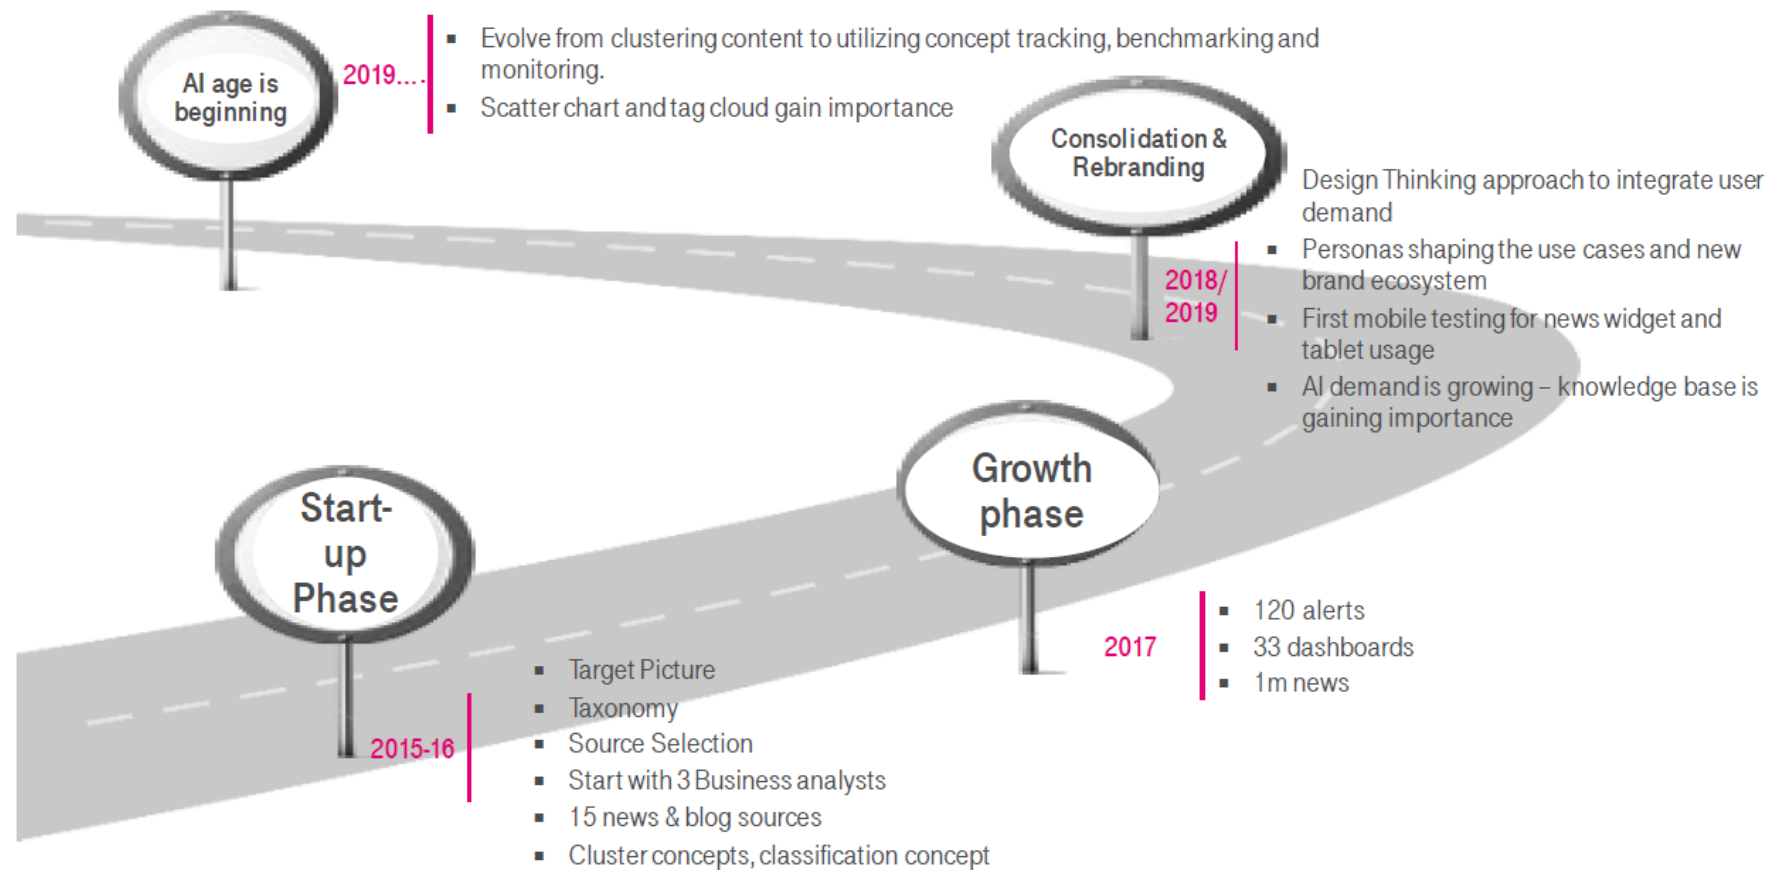 AI age is
beginning
2019....
▪ Evolve from clustering content to utilizing concept tracking, benchmarking and
monitoring.
▪ Scatter chart and tag cloud gain importance
Consolidation &
Rebranding
2018/
2019
Design Thinking approach to integrate user
demand
▪ Personas shaping the use cases and new
brand ecosystem
▪ First mobile testing for news widget and
tablet usage
▪ AI demand is growing – knowledge base is
gaining importance
Growth
phase
2017
▪ 120 alerts
▪ 33 dashboards
▪ 1m news
Start-
up
Phase
2015-16
▪ Target Picture
▪ Taxonomy
▪ Source Selection
▪ Start with 3 Business analysts
▪ 15 news & blog sources
▪ Cluster concepts, classification concept